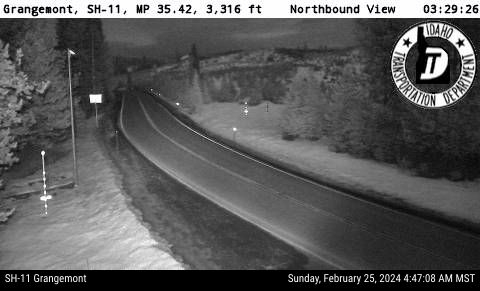 Grangemont, SH-11, MP 35.42, 3,316 ft Northbound View 03:29:26
IDAHO
TRANSPORTATION DEPARTMENT
SH-11 Grangemont Sunday, February 25, 2024 4:47:08 AM MST